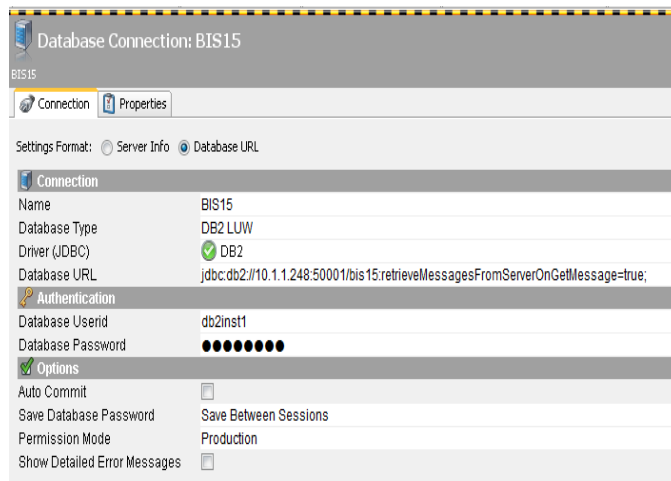 Database Connection: BIS15
BIS15
Connection Properties
Settings Format: Server Info Database URL
Connection
Name BIS15
Database Type DB2 LUW
Driver (JDBC) DB2
Database URL jdbc:db2://10.1.1.248:50001/bis15:retrieveMessagesFromServerOnGetMessage=true;
Authentication
Database Userid db2inst1
Database Password ●●●●●●●●
Options
Auto Commit
Save Database Password Save Between Sessions
Permission Mode Production
Show Detailed Error Messages